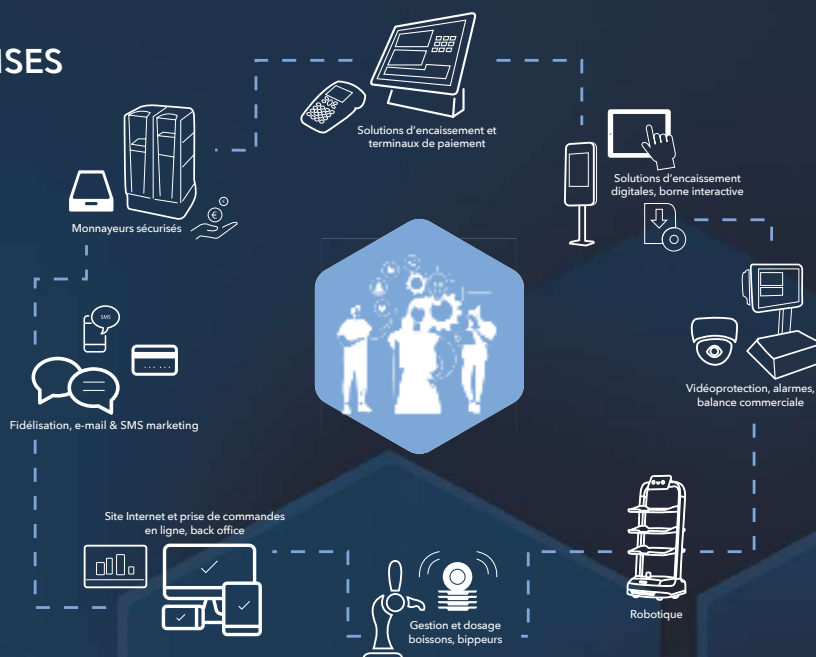 ISES
Solutions d'encaissement et
terminaux de paiement
Solutions d'encaissement
digitales, borne interactive
Monnayeurs sécurisés
€
SMS
Vidéoprotection, alarmes,
balance commerciale
Fidélisation, e-mail & SMS marketing
Site Internet et prise de commandes
en ligne, back office
Gestion et dosage
boissons, bippeurs
Robotique